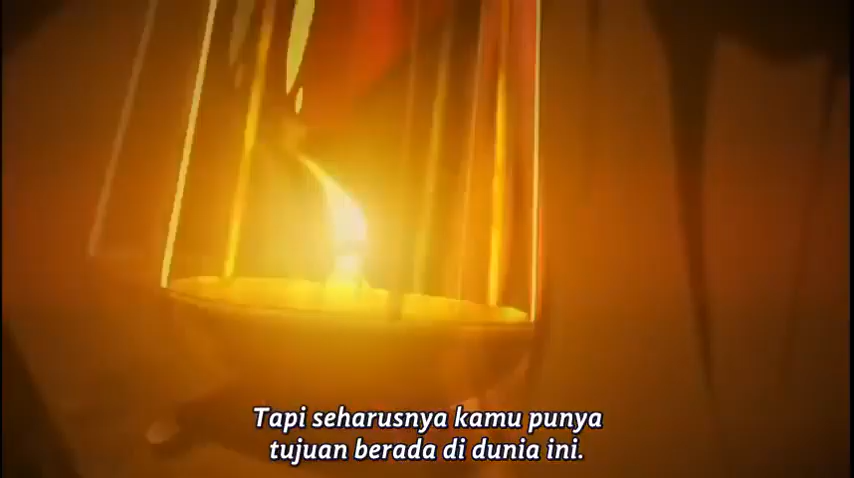 Tapi seharusnya kamu punya
tujuan berada di dunia ini.